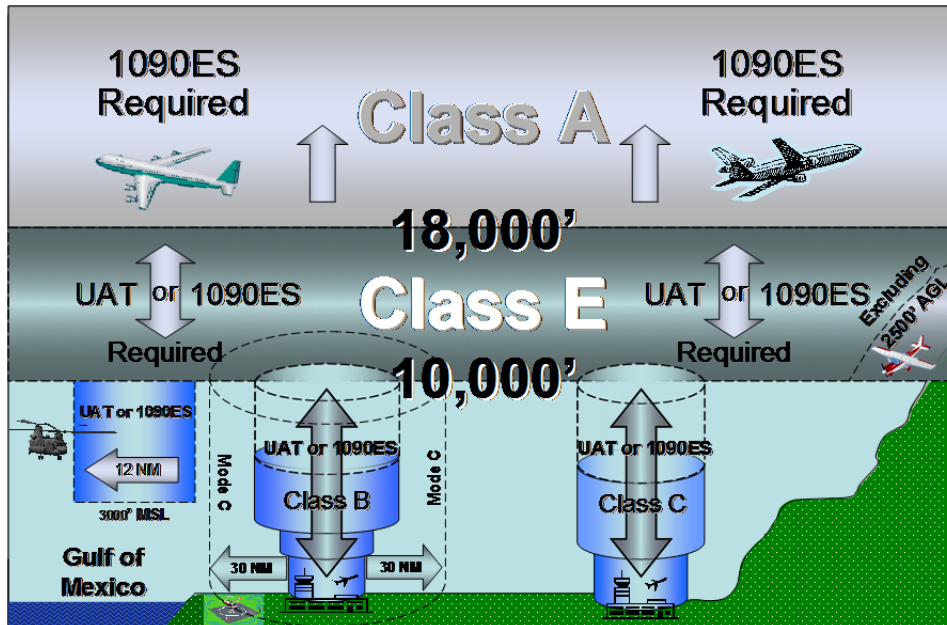 1090ES
Required
1090ES
Required
Class A
18,000'
UAT or 1090ES
Required
Class E
UAT or 1090ES
Required
Excluding
2500' AGL
10,000'
UAT or 1090ES
12 NM
3000' MSL
Gulf of
Mexico
Mode C
UAT or 1090ES
Class B
Mode C
30 NM
30 NM
UAT or 1090ES
Class C